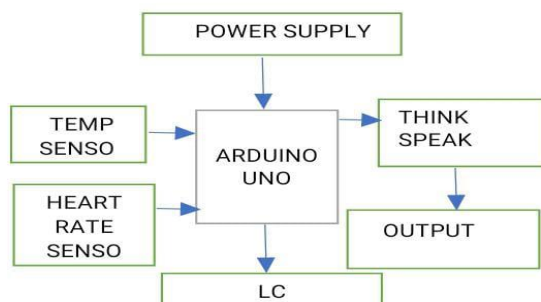 POWER SUPPLY
TEMP
SENSO
HEART
RATE
SENSO
ARDUINO
UNO
THINK
SPEAK
OUTPUT
LC